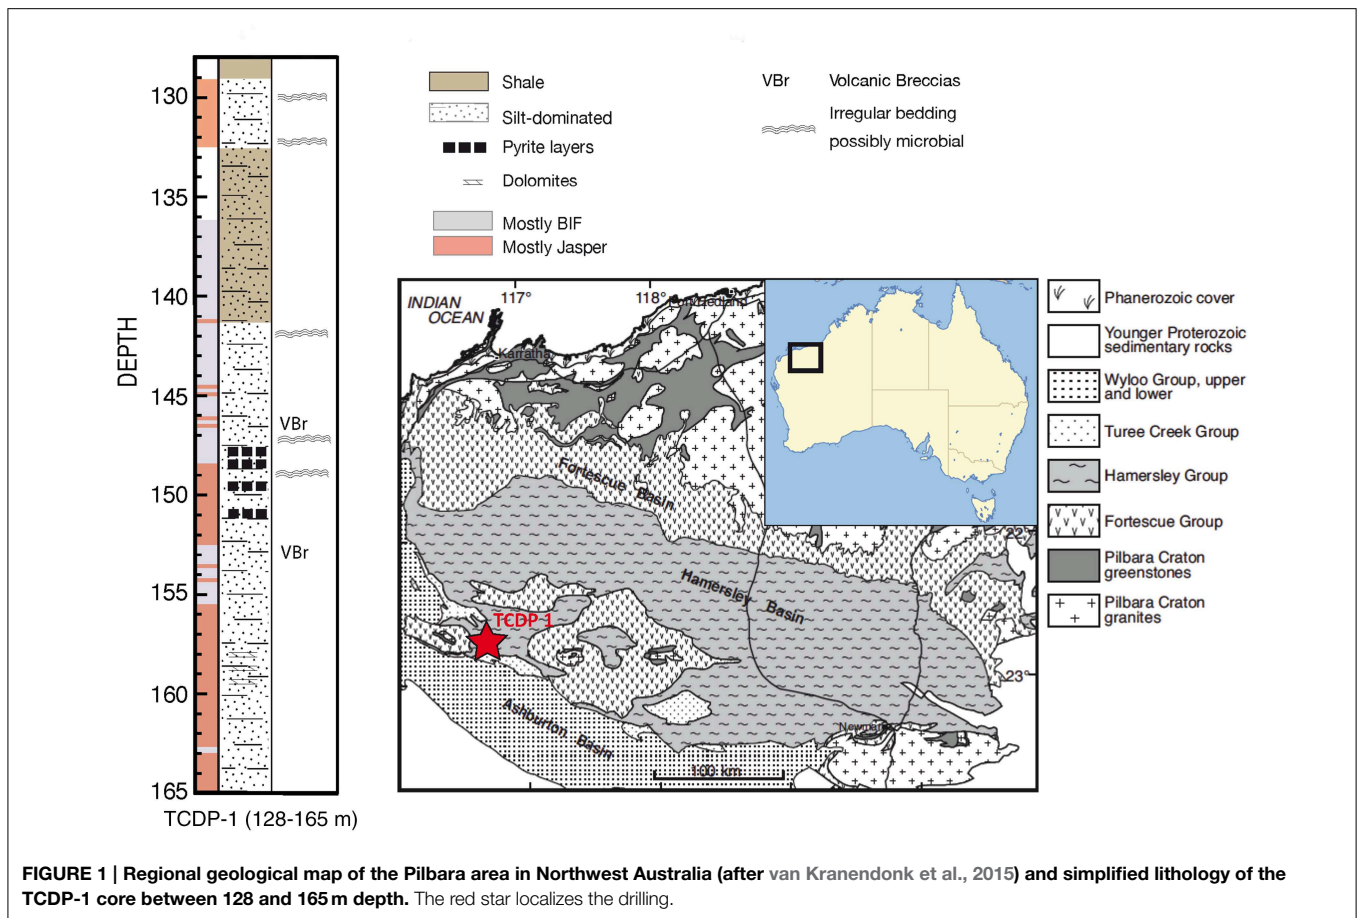 DEPTH
130
135
140
145
150
155
160
165
VBr
VBr
TCDP-1 (128-165 m)
Shale
Silt-dominated
Pyrite layers
Dolomites
Mostly BIF
Mostly Jasper
VBr Volcanic Breccias
Irregular bedding
possibly microbial
INDIAN
OCEAN
117°
118°
Port Hedland
Karratha
Fortescue Basin
Hamersley Basin
TCDP 1
Ashburton Basin
Newman
22°
23°
100 km
Phanerozoic cover
Younger Proterozoic
sedimentary rocks
Wyloo Group, upper
and lower
Turee Creek Group
Hamersley Group
Fortescue Group
Pilbara Craton
greenstones
Pilbara Craton
granites
FIGURE 1 | Regional geological map of the Pilbara area in Northwest Australia (after van Kranendonk et al., 2015) and simplified lithology of the
TCDP-1 core between 128 and 165 m depth. The red star localizes the drilling.